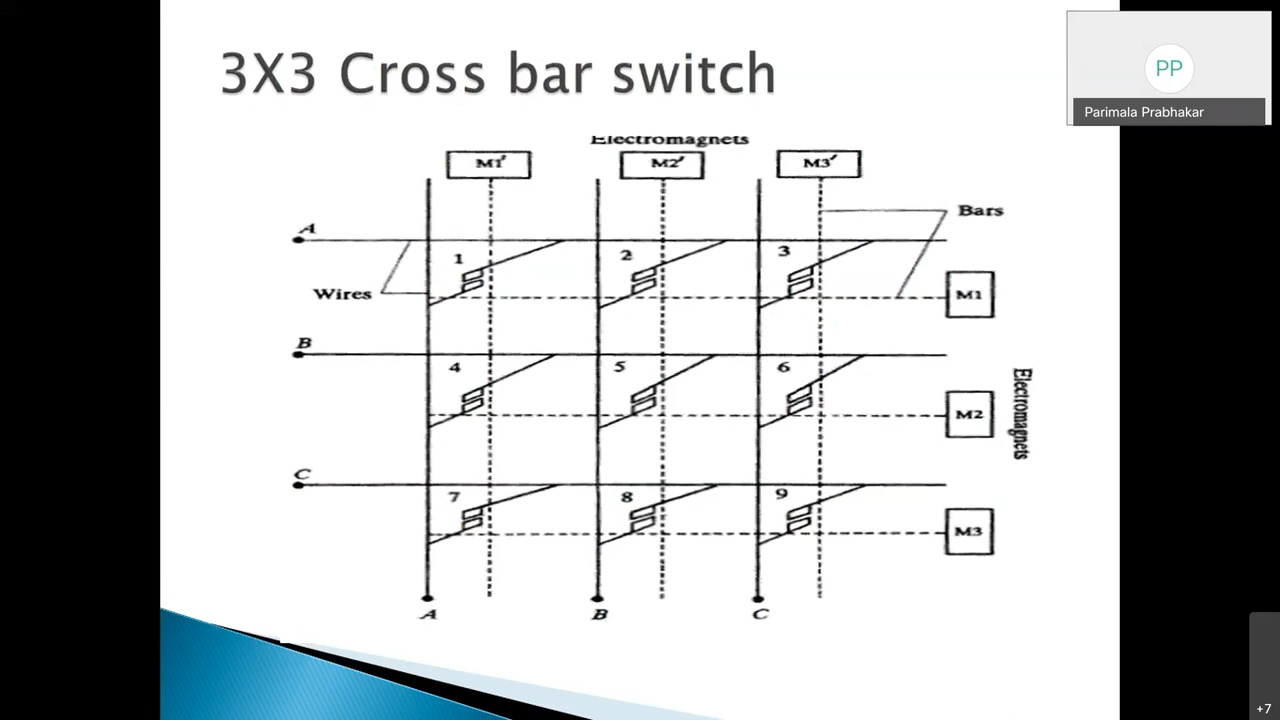 3X3 Cross bar switch
PP
Parimala Prabhakar
Electromagnets
M1′
M2′
M3′
A
Bars
1
2
3
Wires
M1
B
4
5
6
M2
Electromagnets
C
7
8
9
M3
A
B
C
+7